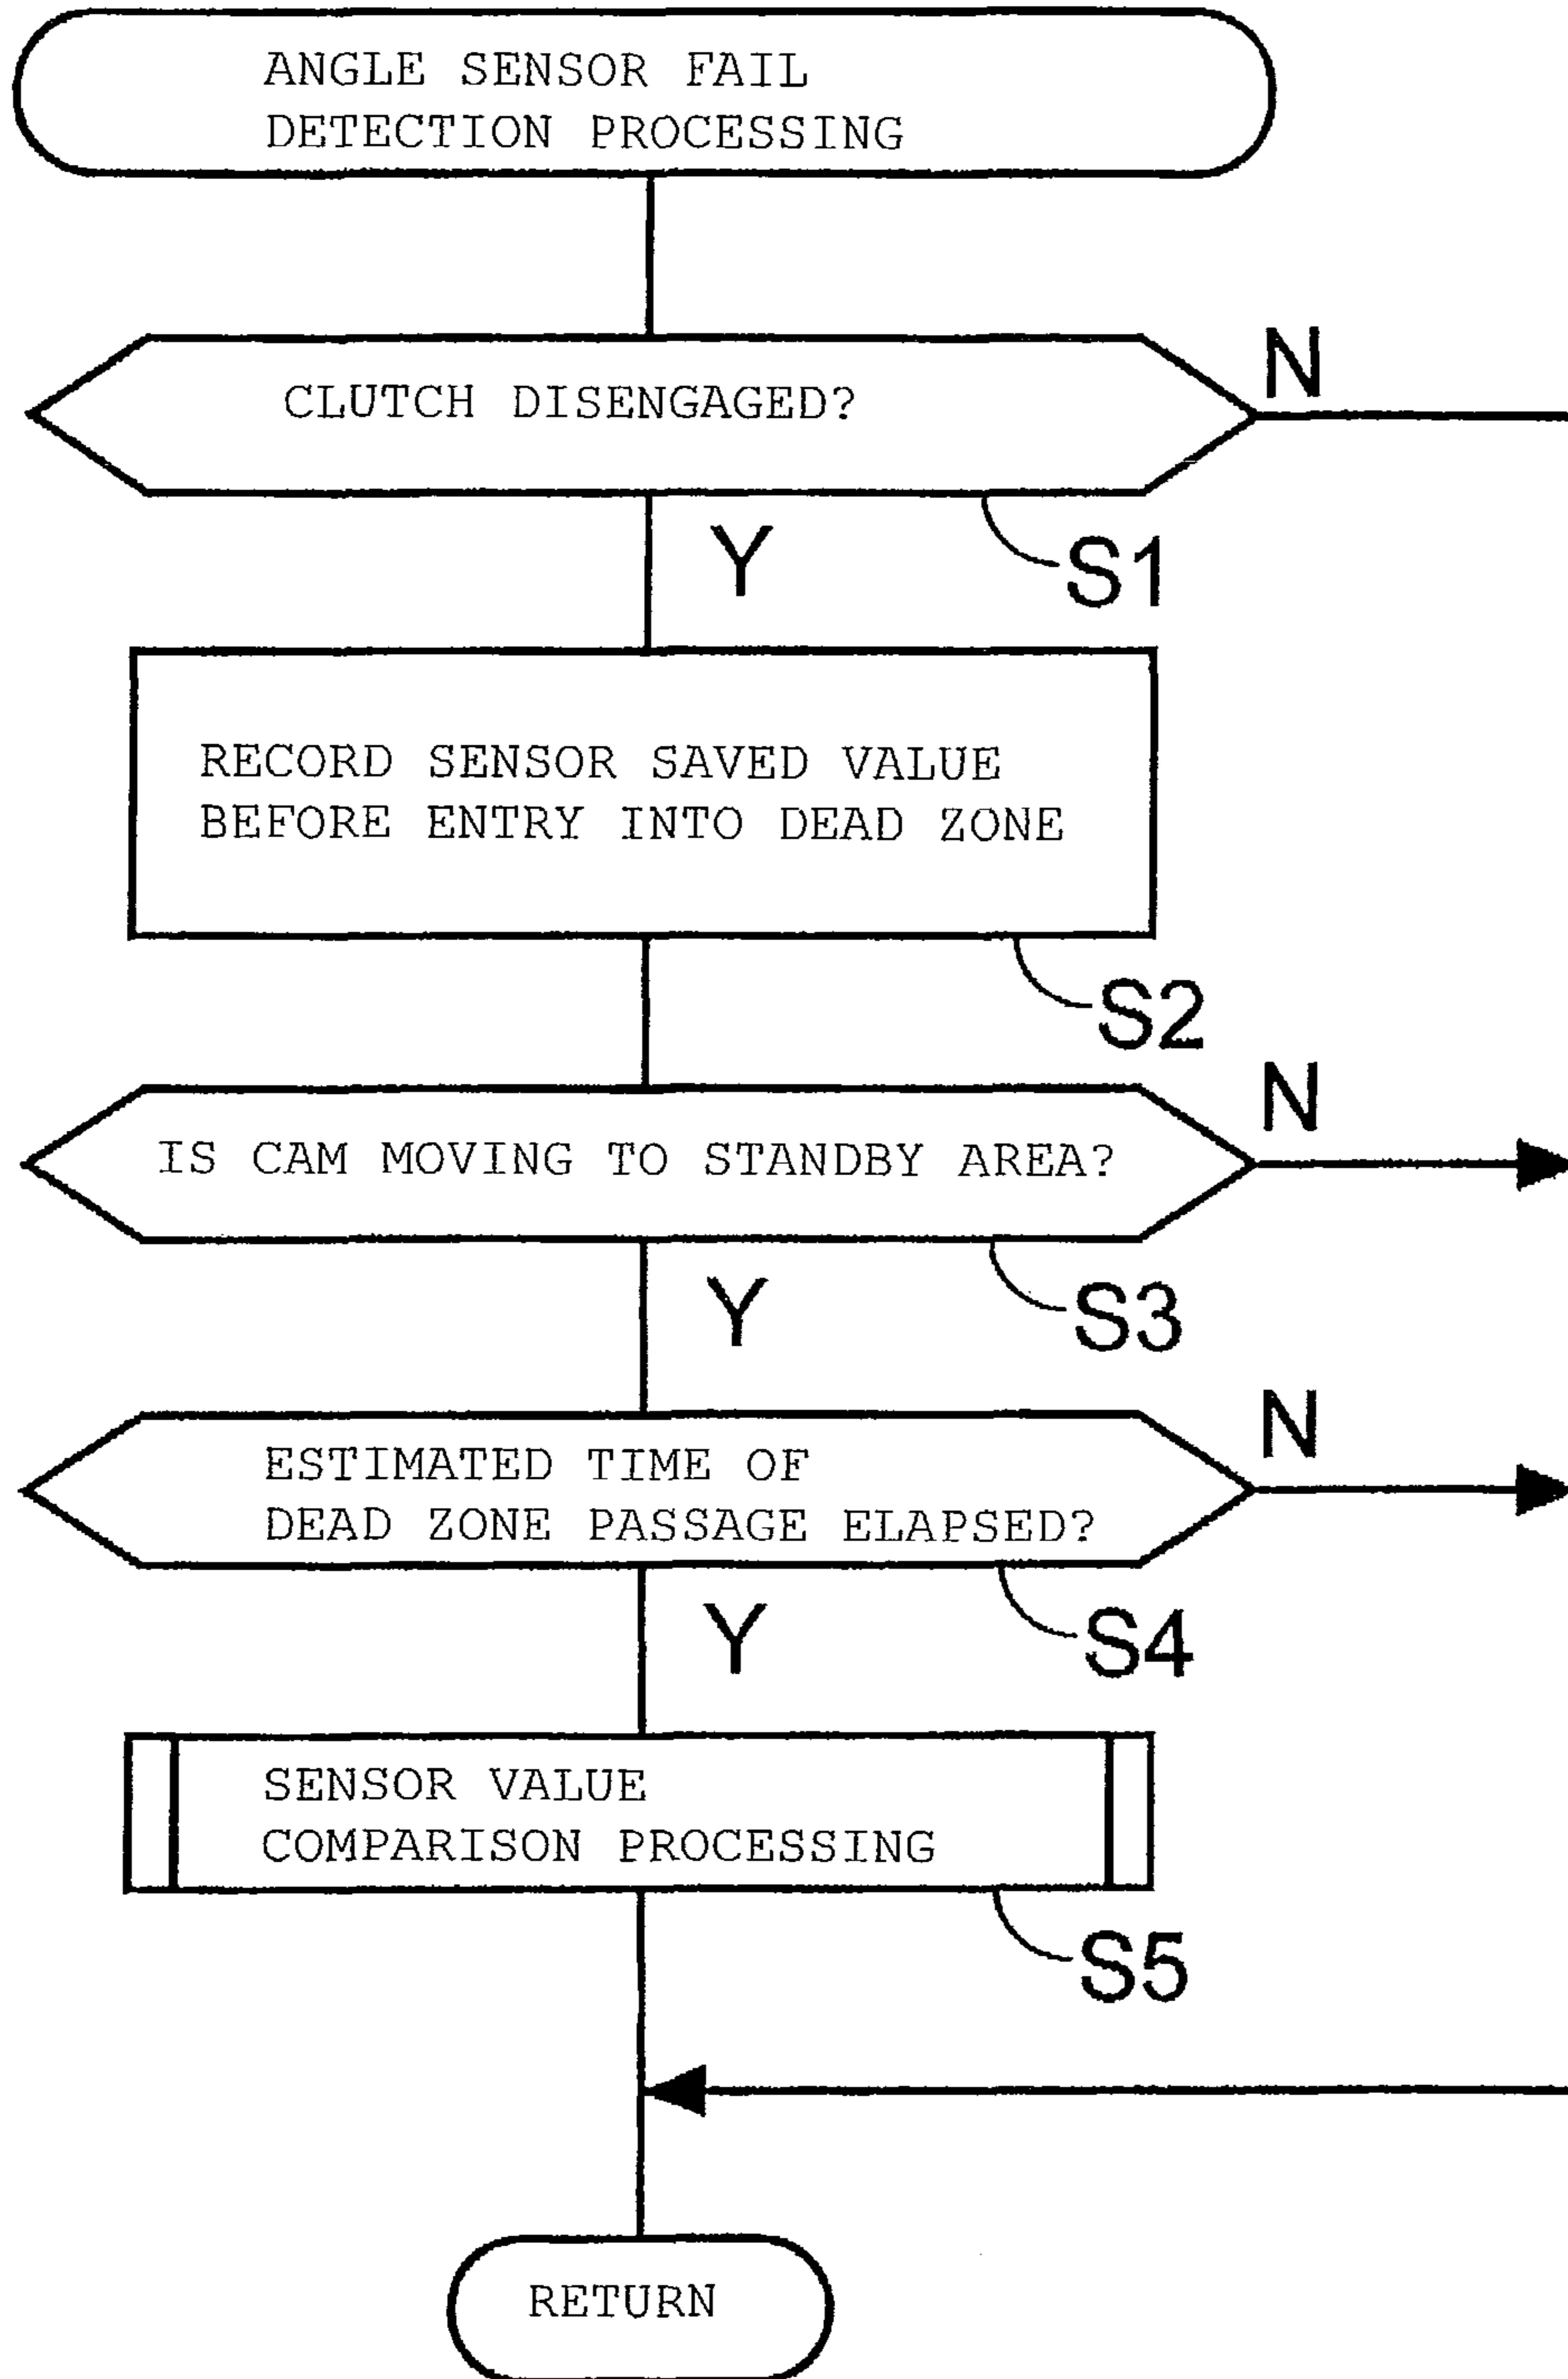 ANGLE SENSOR FAIL
DETECTION PROCESSING
CLUTCH DISENGAGED?
N
Y
S1
RECORD SENSOR SAVED VALUE
BEFORE ENTRY INTO DEAD ZONE
S2
IS CAM MOVING TO STANDBY AREA?
N
Y
S3
ESTIMATED TIME OF
DEAD ZONE PASSAGE ELAPSED?
N
Y
S4
SENSOR VALUE
COMPARISON PROCESSING
S5
RETURN